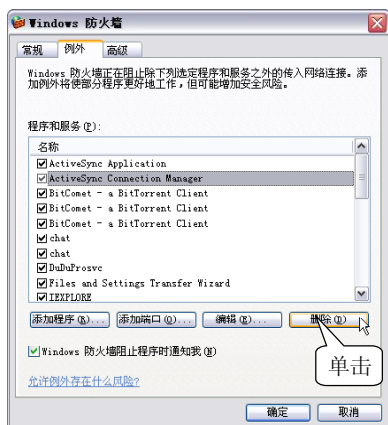 Windows 防火墙
常规 例外 高级
Windows 防火墙正在阻止除下列选定程序和服务之外的传入网络连接。添
加例外将使部分程序更好地工作，但可能增加安全风险。
程序和服务(P):
名称
ActiveSync Application
ActiveSync Connection Manager
BitComet - a BitTorrent Client
BitComet - a BitTorrent Client
BitComet - a BitTorrent Client
chat
chat
DuDuProsvc
Files and Settings Transfer Wizard
IEXPLORE
添加程序(R)... 添加端口(O)... 编辑(E)... 删除(D)
Windows 防火墙阻止程序时通知我(N)
单击
允许例外存在什么风险?
确定 取消